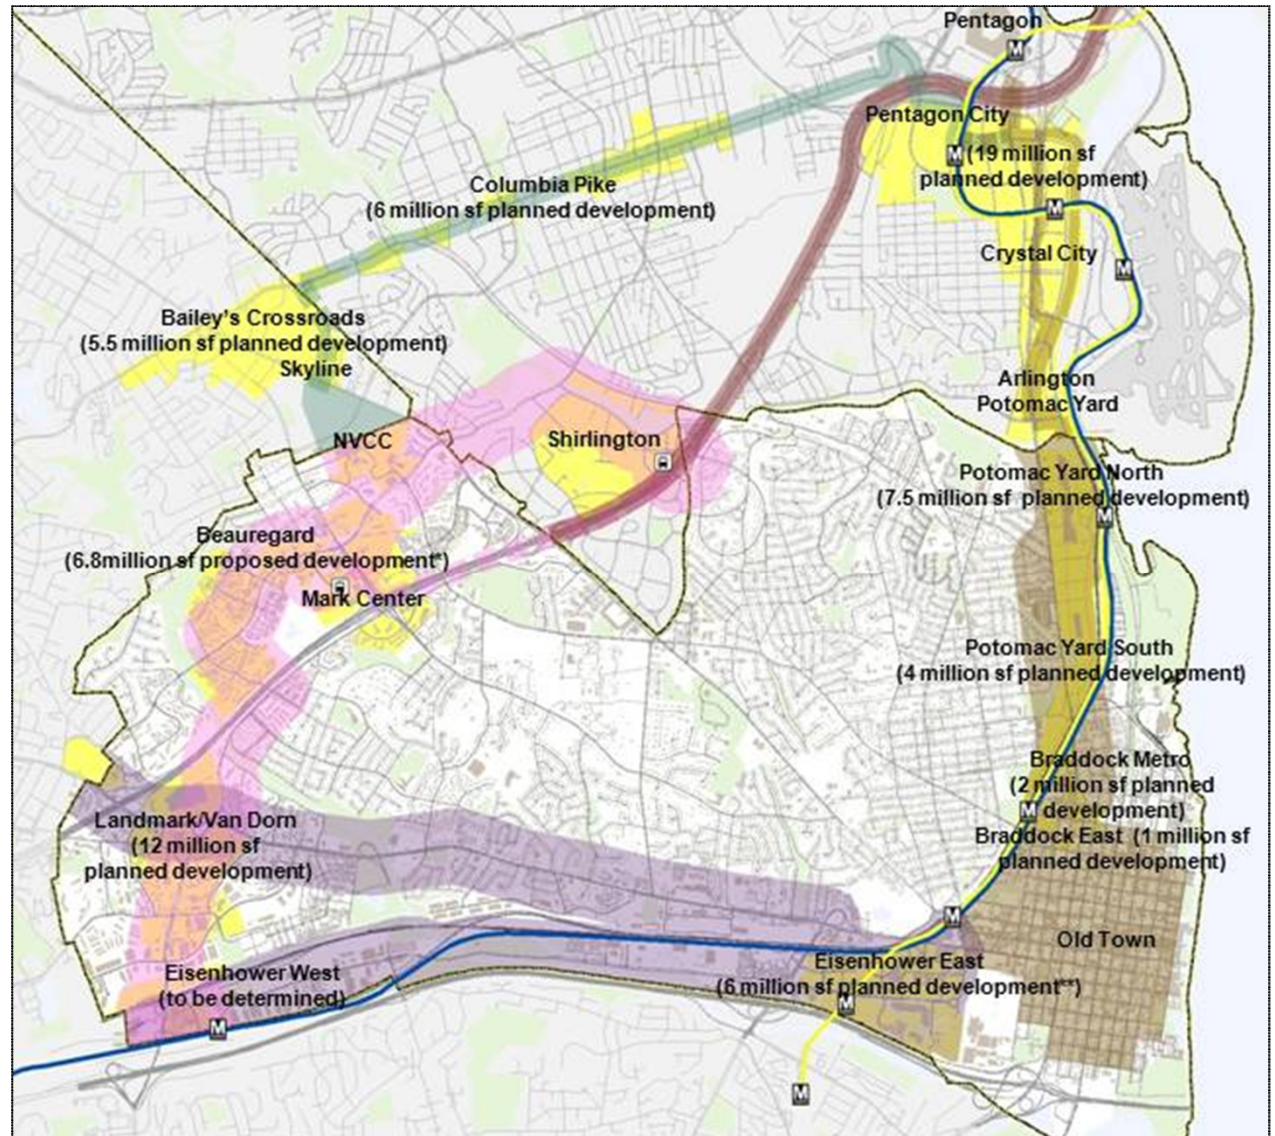 Pentagon
M
Pentagon City
M (19 million sf
planned development)
Columbia Pike
(6 million sf planned development)
M
Crystal City
M
Bailey's Crossroads
(5.5 million sf planned development)
Skyline
Arlington
Potomac Yard
NVCC
Shirlington
Potomac Yard North
(7.5 million sf planned development)
M
Beauregard
(6.8million sf proposed development*)
Mark Center
Potomac Yard South
(4 million sf planned development)
Braddock Metro
(2 million sf planned
M development)
Braddock East (1 million sf
planned development)
Landmark/Van Dorn
(12 million sf
planned development)
M
Old Town
Eisenhower East
(6 million sf planned development**)
M
Eisenhower West
(to be determined)
M
M